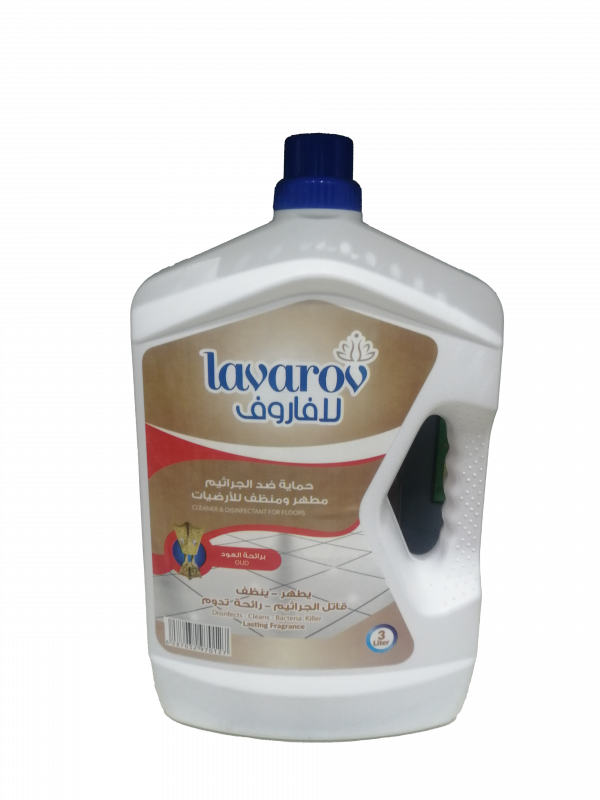 lavarov
للافاروف
حماية ضد الجراثيم
مطهر ومنظف للأرضيات
CLEANER & DISINFECTANT FOR FLOORS
برائحة العود
OUD
يطهر – ينظف
قاتل الجراثيم – رائحة تدوم
Disinfects - Cleans - Bacteria Killer
Lasting Fragrance
3
Liter